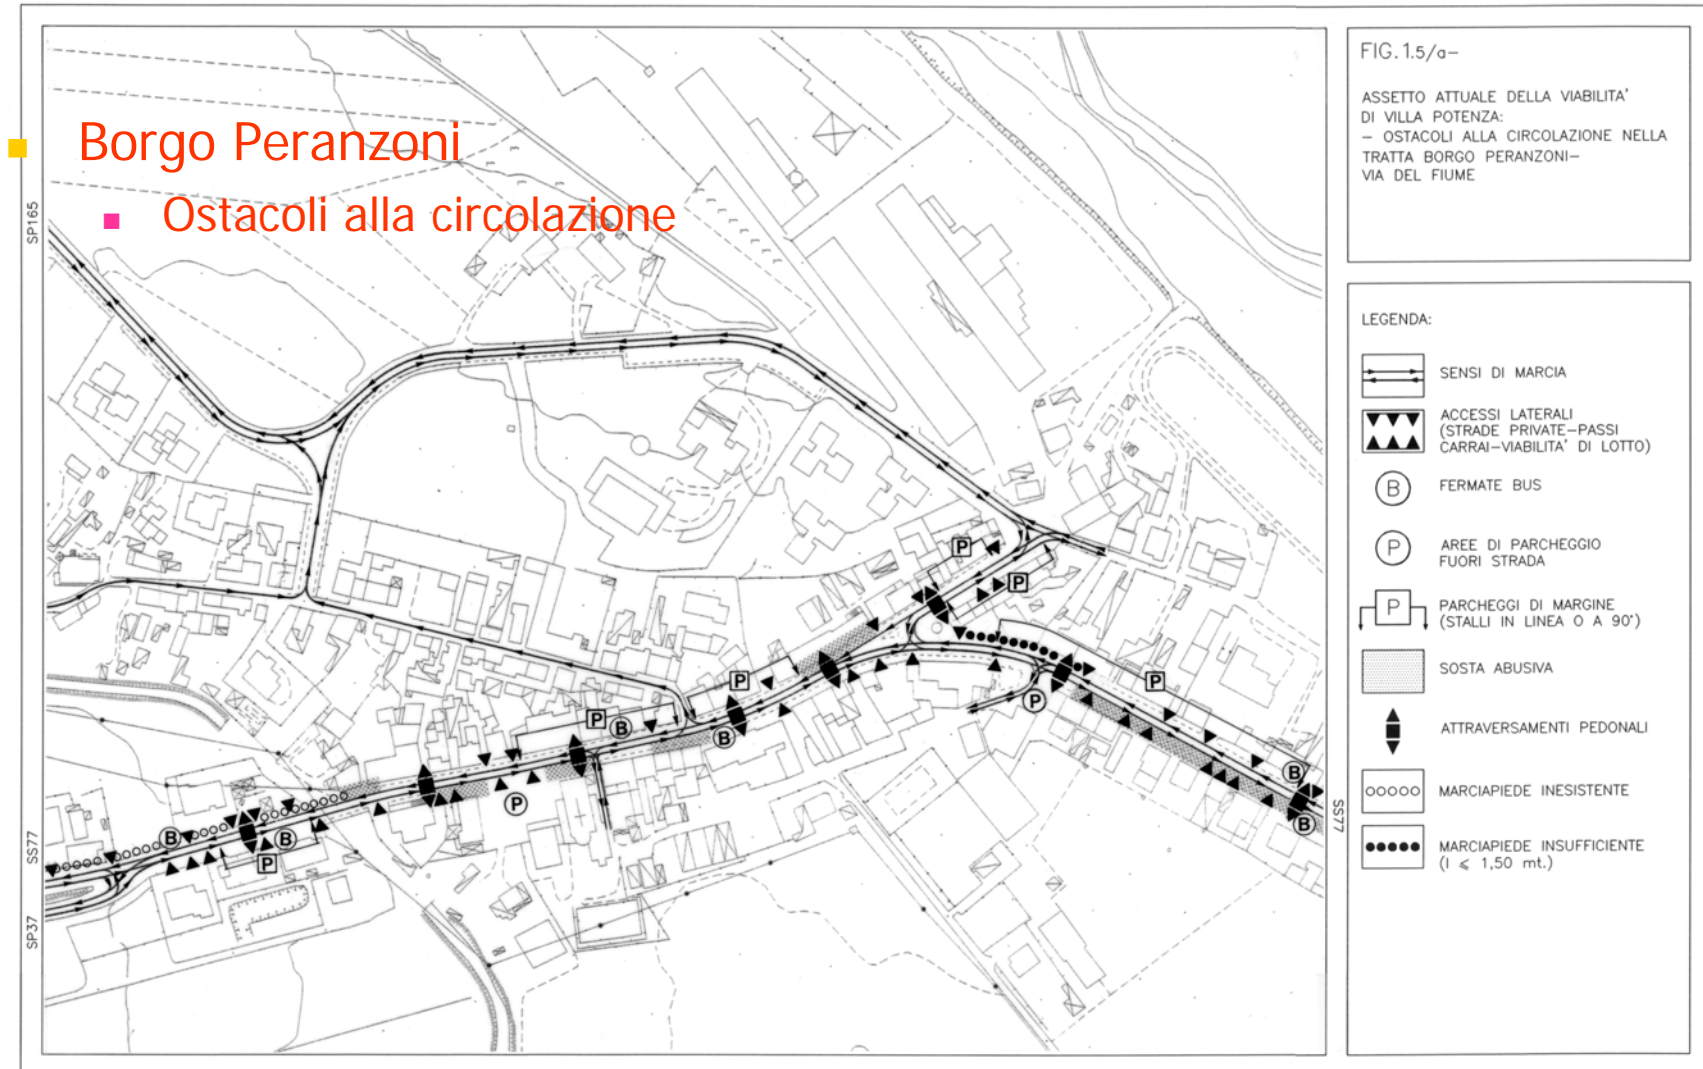 Borgo Peranzoni
Ostacoli alla circolazione
SP165
SS77
SP37
SS77
P
P
P
P
P
B
B
P
P
B
B
P
P
B
B
FIG.1.5/a-
ASSETTO ATTUALE DELLA VIABILITA'
DI VILLA POTENZA:
- OSTACOLI ALLA CIRCOLAZIONE NELLA
TRATTA BORGO PERANZONI-
VIA DEL FIUME
LEGENDA:
SENSI DI MARCIA
ACCESSI LATERALI
(STRADE PRIVATE-PASSI
CARRAI-VIABILITA' DI LOTTO)
B FERMATE BUS
P AREE DI PARCHEGGIO
FUORI STRADA
P PARCHEGGI DI MARGINE
(STALLI IN LINEA O A 90°)
SOSTA ABUSIVA
ATTRAVERSAMENTI PEDONALI
MARCIAPIEDE INESISTENTE
MARCIAPIEDE INSUFFICIENTE
(l ⩽ 1,50 mt.)